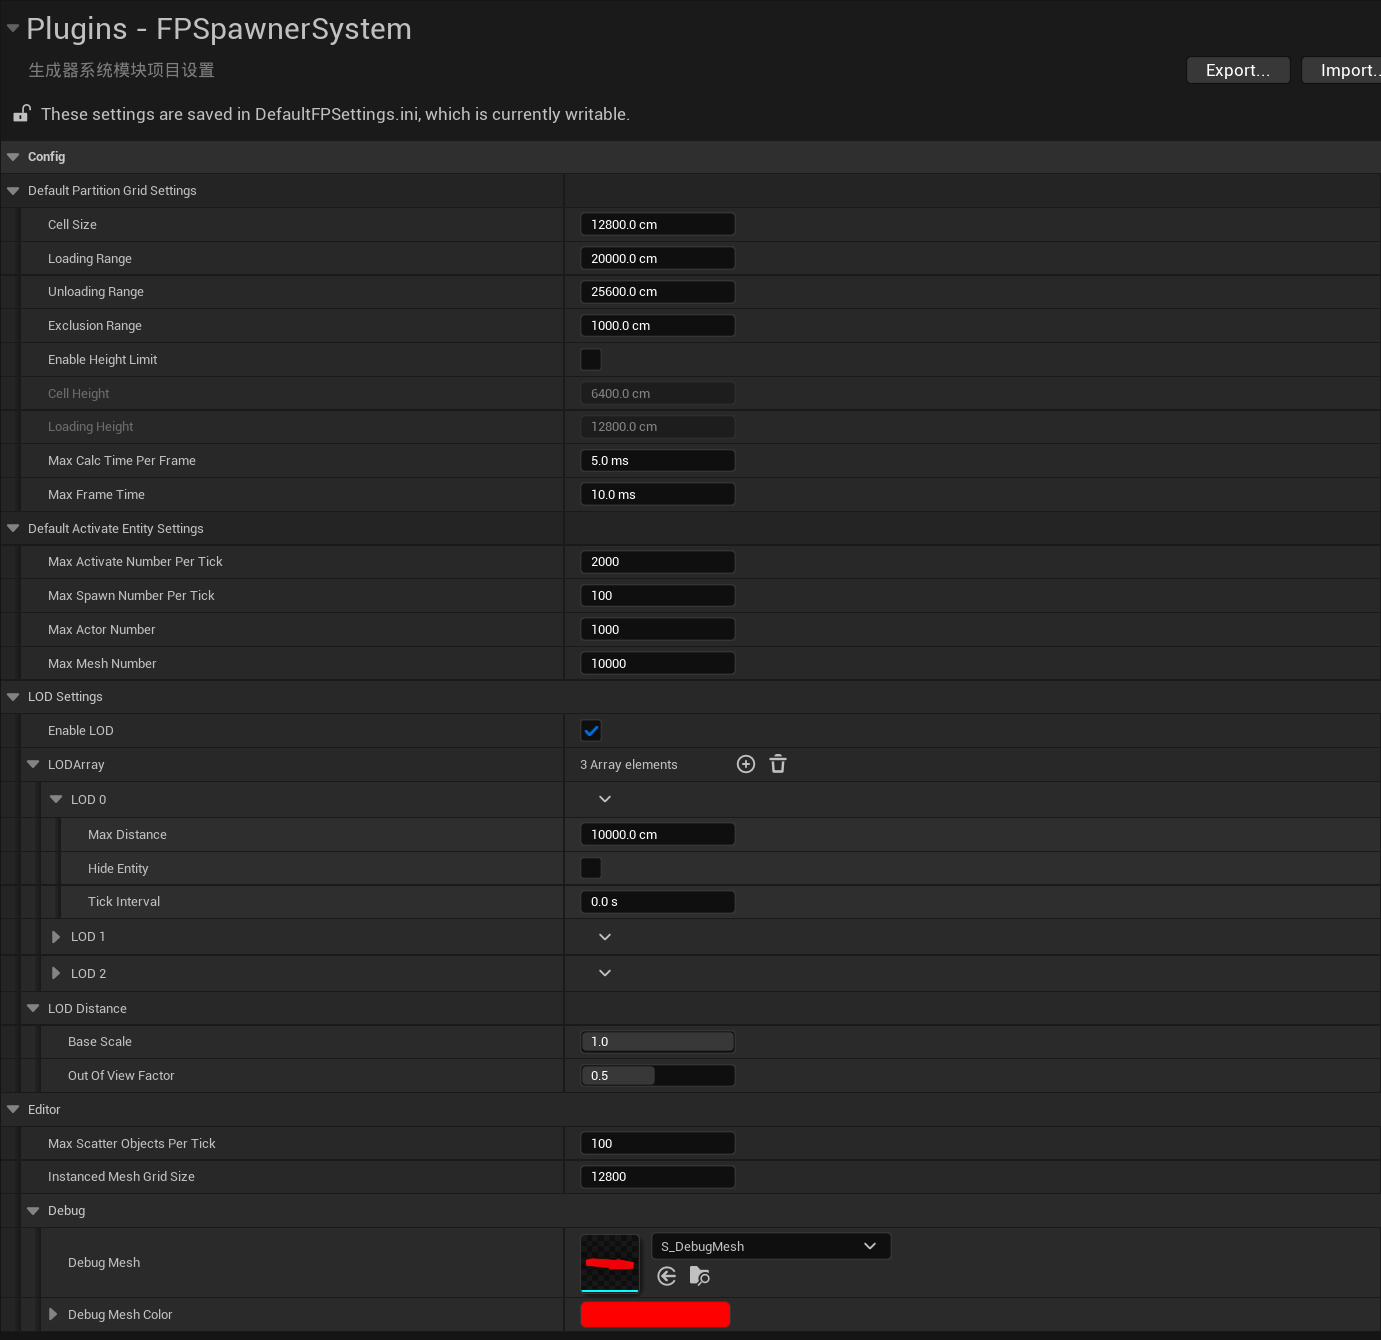 Plugins - FPSpawnerSystem
生成器系统模块项目设置
Export...
Import..
These settings are saved in DefaultFPSettings.ini, which is currently writable.
Config
Default Partition Grid Settings
Cell Size 12800.0 cm
Loading Range 20000.0 cm
Unloading Range 25600.0 cm
Exclusion Range 1000.0 cm
Enable Height Limit
Cell Height 6400.0 cm
Loading Height 12800.0 cm
Max Calc Time Per Frame 5.0 ms
Max Frame Time 10.0 ms
Default Activate Entity Settings
Max Activate Number Per Tick 2000
Max Spawn Number Per Tick 100
Max Actor Number 1000
Max Mesh Number 10000
LOD Settings
Enable LOD
LODArray 3 Array elements
LOD 0
Max Distance 10000.0 cm
Hide Entity
Tick Interval 0.0 s
LOD 1
LOD 2
LOD Distance
Base Scale 1.0
Out Of View Factor 0.5
Editor
Max Scatter Objects Per Tick 100
Instanced Mesh Grid Size 12800
Debug
Debug Mesh S_DebugMesh
Debug Mesh Color